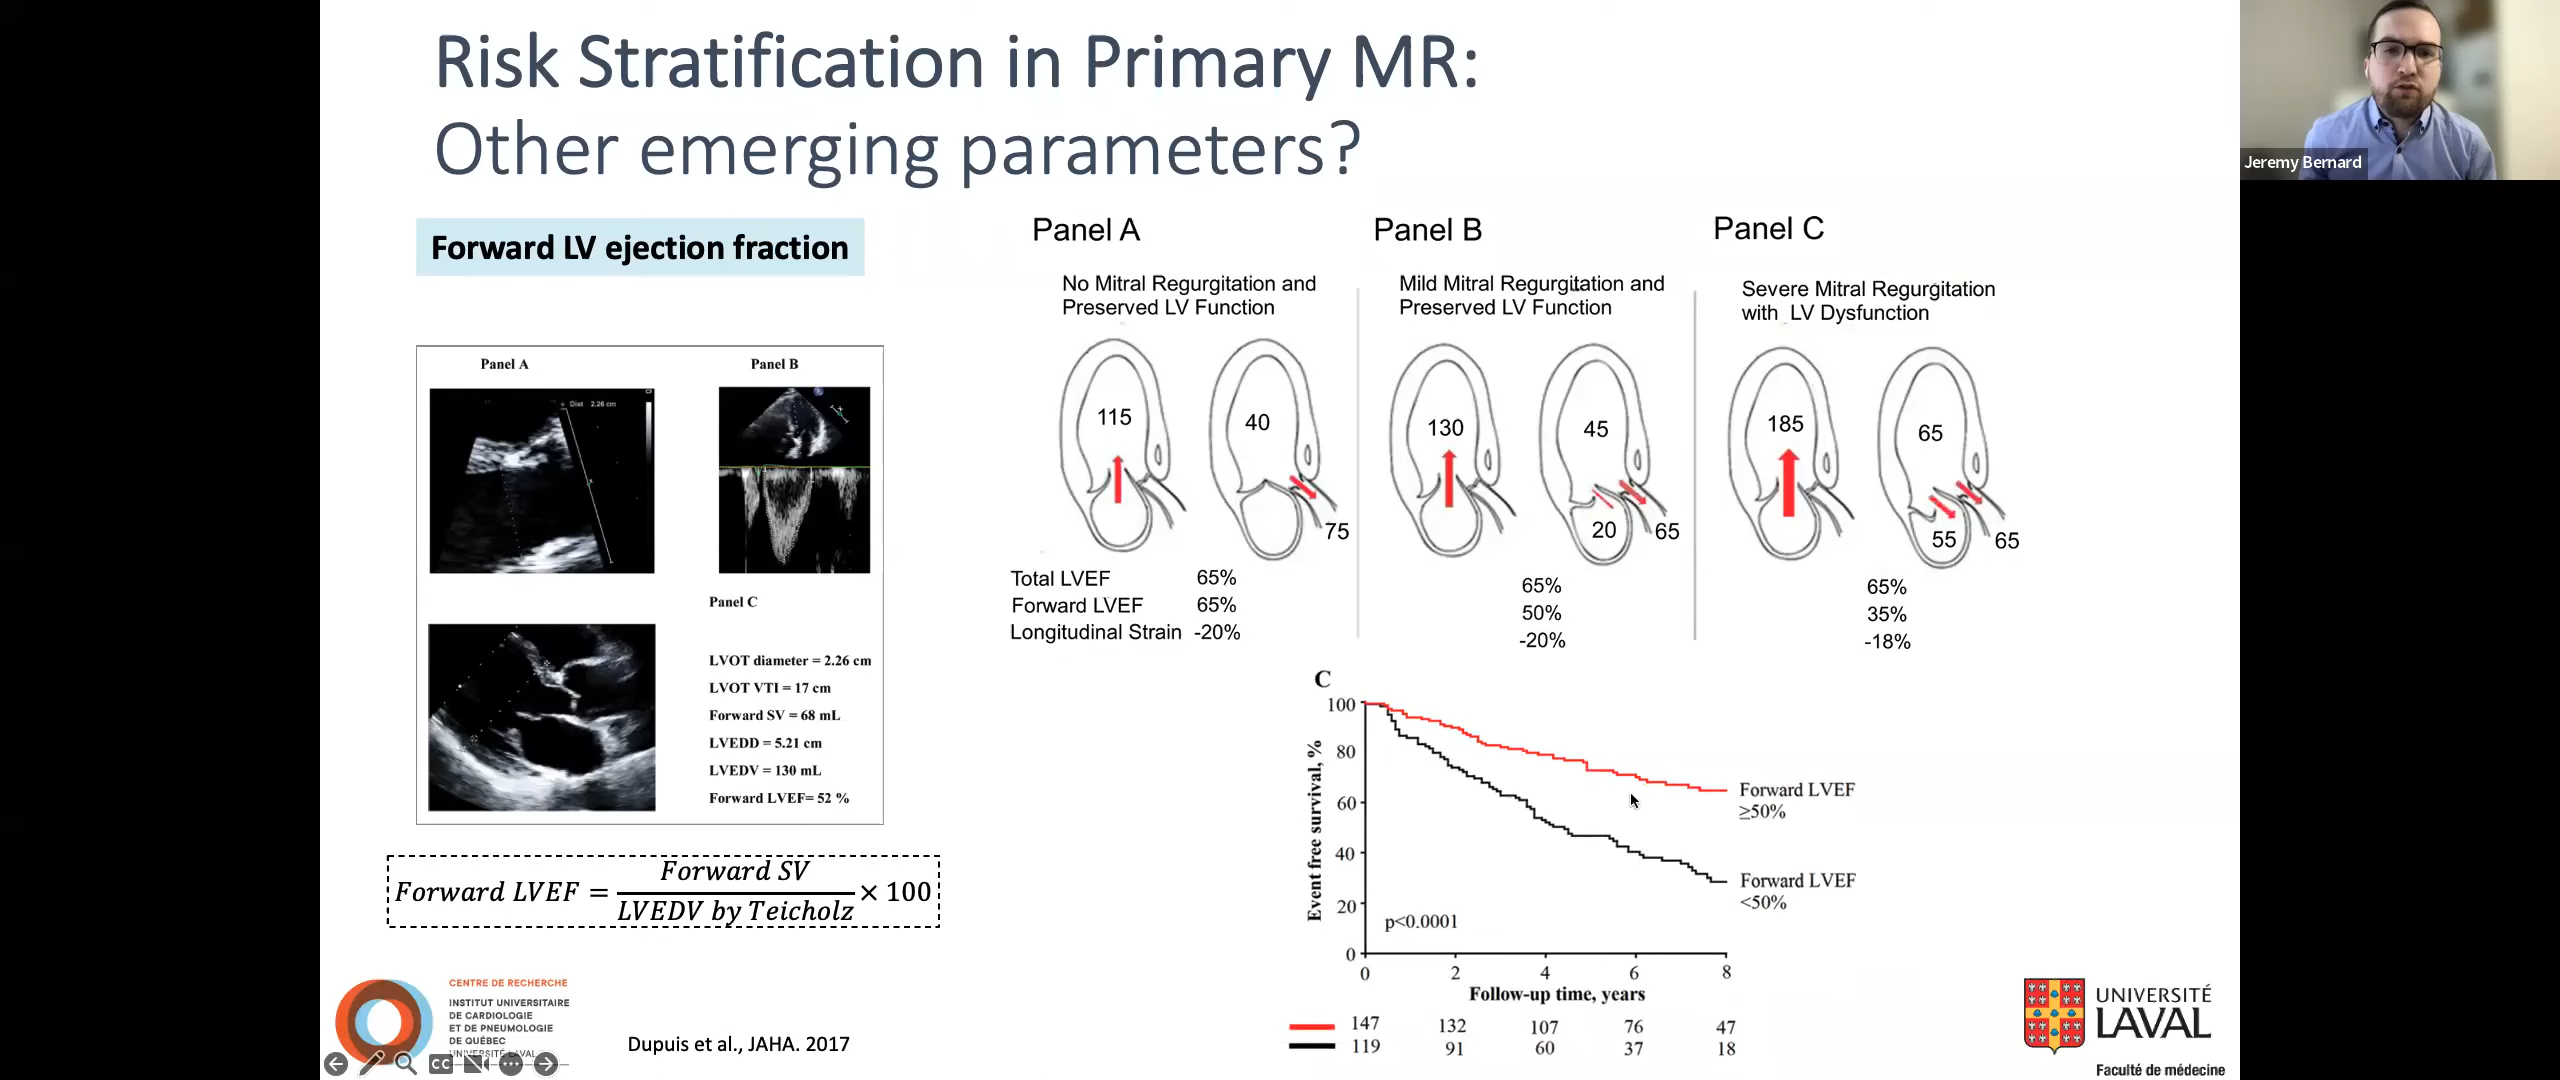 Risk Stratification in Primary MR:
Other emerging parameters?
Jeremy Bernard
Forward LV ejection fraction
Panel A
Panel B
Dist 2.26 cm
Panel C
LVOT diameter = 2.26 cm
LVOT VTI = 17 cm
Forward SV = 68 mL
LVEDD = 5.21 cm
LVEDV = 130 mL
Forward LVEF= 52 %
Forward LVEF = Forward SV / LVEDV by Teicholz × 100
Panel A
No Mitral Regurgitation and
Preserved LV Function
115
40
75
Panel B
Mild Mitral Regurgitation and
Preserved LV Function
130
45
20
65
Panel C
Severe Mitral Regurgitation
with LV Dysfunction
185
65
55
65
Total LVEF 65% 65% 65%
Forward LVEF 65% 50% 35%
Longitudinal Strain -20% -20% -18%
C
Event free survival, %
100
80
60
40
20
0
p<0.0001
Forward LVEF
≥50%
Forward LVEF
<50%
0 2 4 6 8
Follow-up time, years
147 132 107 76 47
119 91 60 37 18
CENTRE DE RECHERCHE
INSTITUT UNIVERSITAIRE
DE CARDIOLOGIE
ET DE PNEUMOLOGIE
DE QUÉBEC
UNIVERSITÉ LAVAL
CC
Dupuis et al., JAHA. 2017
UNIVERSITÉ
LAVAL
Faculté de médecine